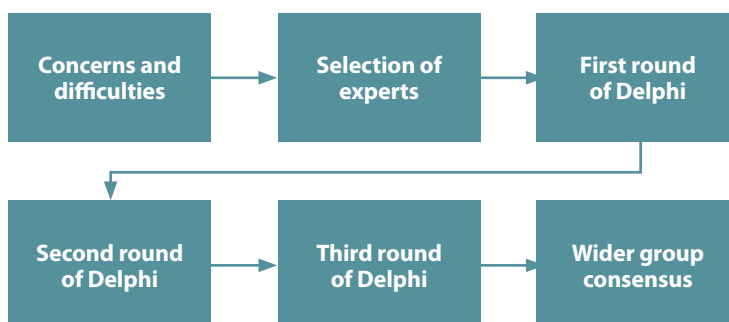 Concerns and
difficulties
Selection of
experts
First round
of Delphi
Second round
of Delphi
Third round
of Delphi
Wider group
consensus